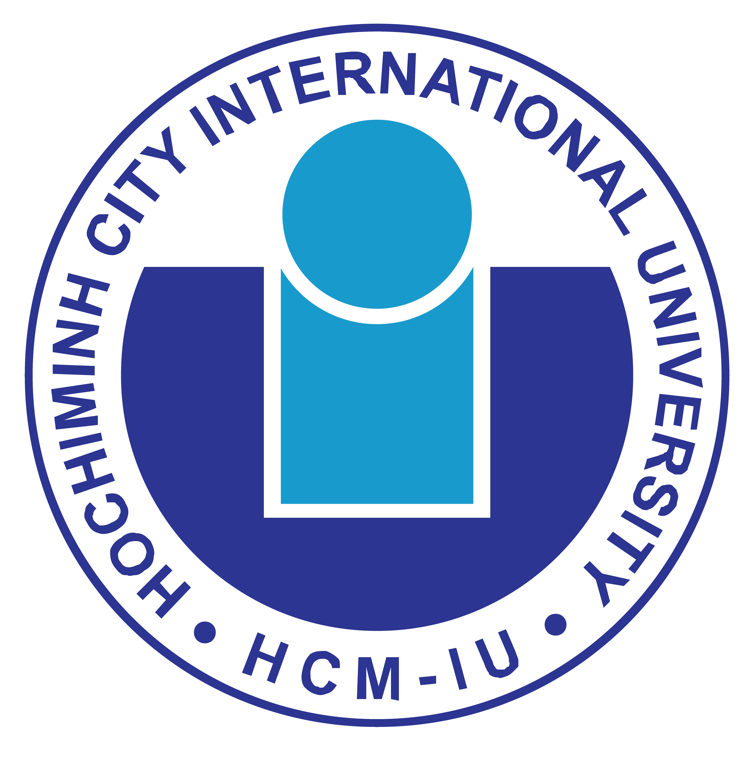 HOCHIMINH CITY INTERNATIONAL UNIVERSITY
• HCM-IU •